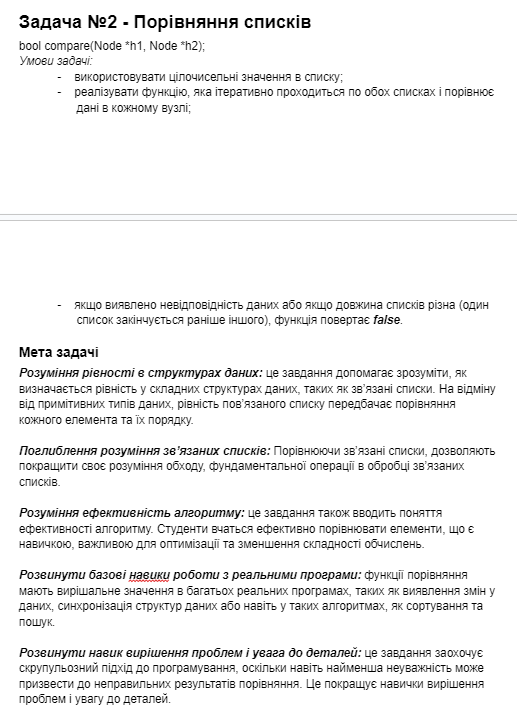 Задача №2 - Порівняння списків
bool compare(Node *h1, Node *h2);
Умови задачі:
- використовувати цілочисельні значення в списку;
- реалізувати функцію, яка ітеративно проходиться по обох списках і порівнює
дані в кожному вузлі;
- якщо виявлено невідповідність даних або якщо довжина списків різна (один
список закінчується раніше іншого), функція повертає false.
Мета задачі
Розуміння рівності в структурах даних: це завдання допомагає зрозуміти, як
визначається рівність у складних структурах даних, таких як зв'язані списки. На відміну
від примітивних типів даних, рівність пов'язаного списку передбачає порівняння
кожного елемента та їх порядку.
Поглиблення розуміння зв'язаних списків: Порівнюючи зв'язані списки, дозволяють
покращити своє розуміння обходу, фундаментальної операції в обробці зв'язаних
списків.
Розуміння ефективність алгоритму: це завдання також вводить поняття
ефективності алгоритму. Студенти вчаться ефективно порівнювати елементи, що є
навичкою, важливою для оптимізації та зменшення складності обчислень.
Розвинути базові навики роботи з реальними програми: функції порівняння
мають вирішальне значення в багатьох реальних програмах, таких як виявлення змін у
даних, синхронізація структур даних або навіть у таких алгоритмах, як сортування та
пошук.
Розвинути навик вирішення проблем і увага до деталей: це завдання заохочує
скрупульозний підхід до програмування, оскільки навіть найменша неуважність може
призвести до неправильних результатів порівняння. Це покращує навички вирішення
проблем і увагу до деталей.